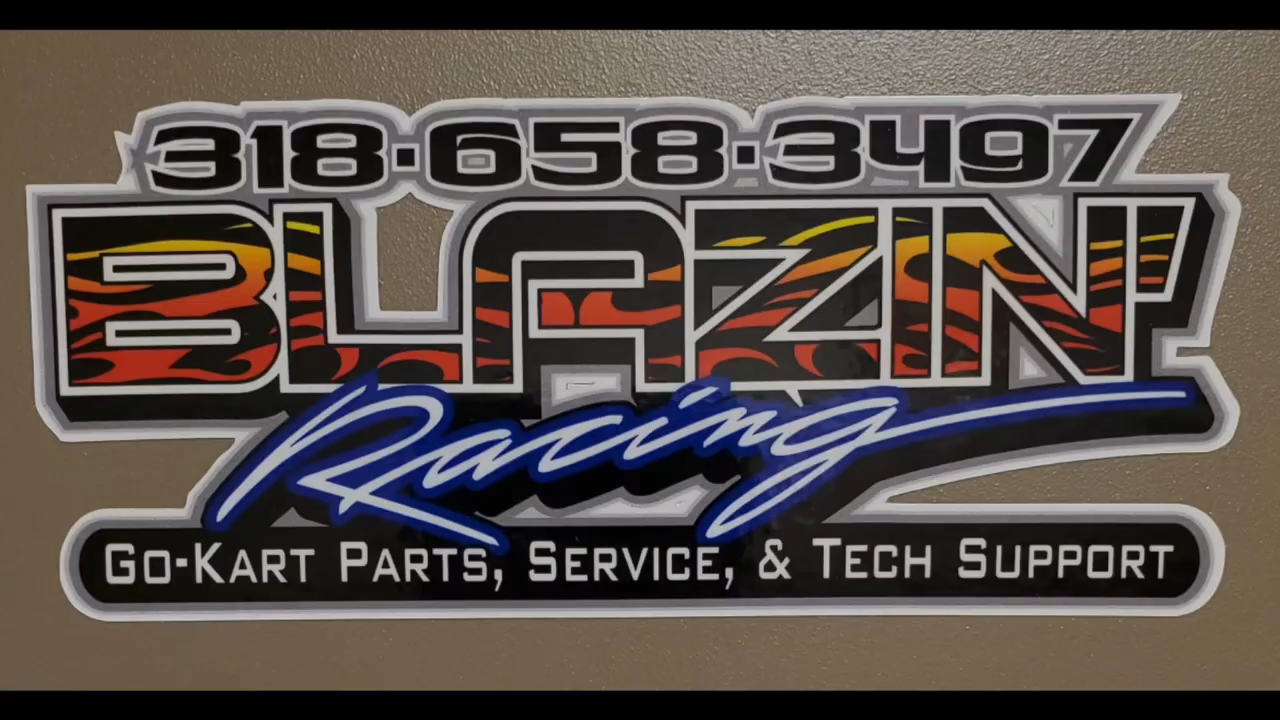 318·658·3497
BLAZIN'
Racing
GO-KART PARTS, SERVICE, & TECH SUPPORT